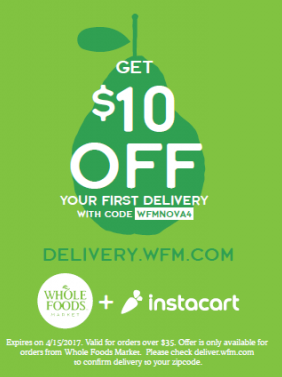 GET
$10
OFF
YOUR FIRST DELIVERY
WITH CODE WFMNOVA4
DELIVERY.WFM.COM
WHOLE
FOODS
MARKET
+ instacart
Expires on 4/15/2017. Valid for orders over $35. Offer is only available for
orders from Whole Foods Market. Please check deliver.wfm.com
to confirm delivery to your zipcode.